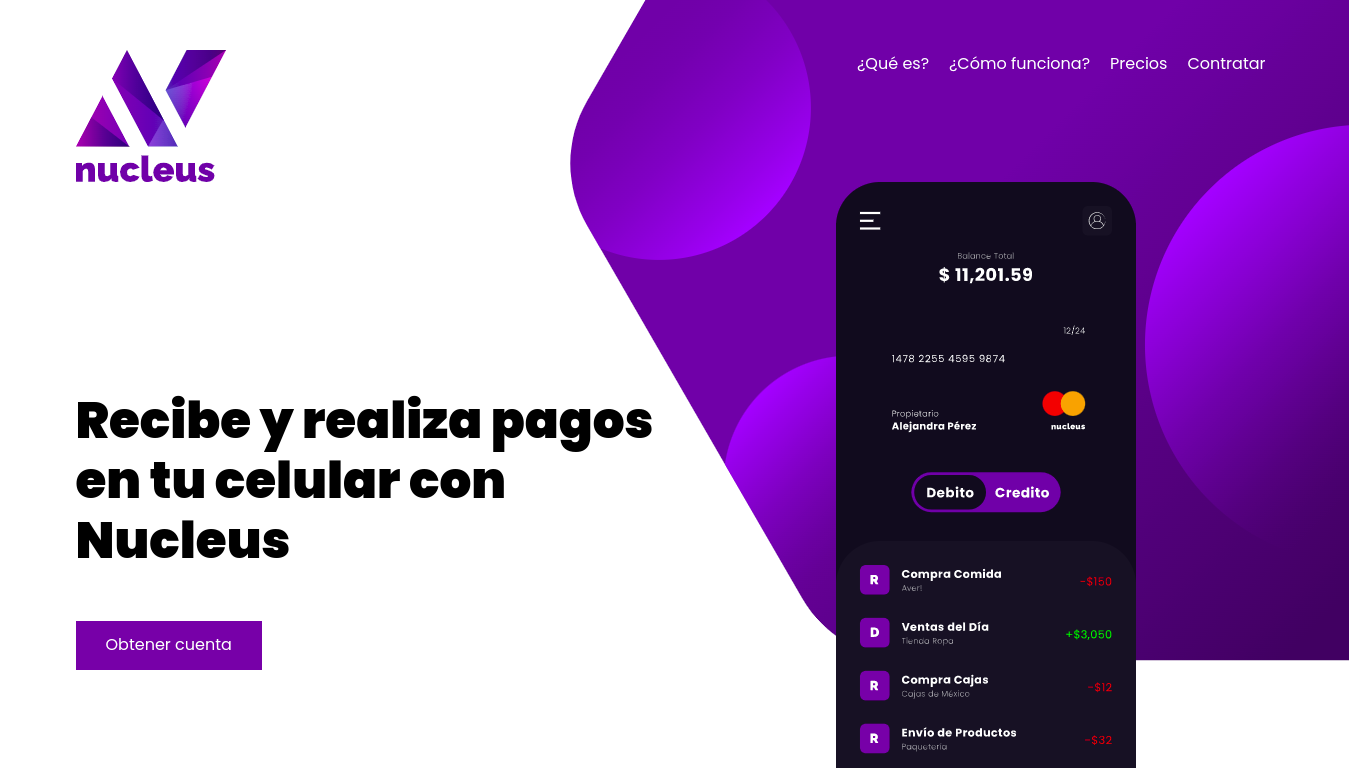 nucleus
¿Qué es? ¿Cómo funciona? Precios Contratar
Recibe y realiza pagos
en tu celular con
Nucleus
Obtener cuenta
Balance Total
$ 11,201.59
12/24
1478 2255 4595 9874
Propietario
Alejandra Pérez
nucleus
Debito Credito
R Compra Comida -$150
Aver!
D Ventas del Día +$3,050
Tienda Ropa
R Compra Cajas -$12
Cajas de México
R Envío de Productos -$32
Paquetería